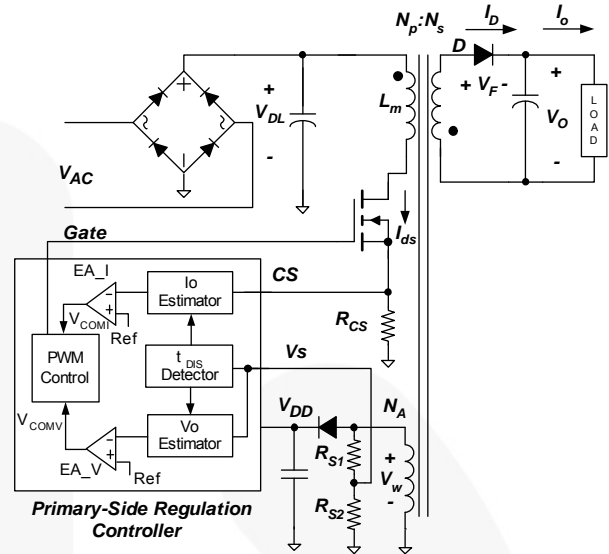 Np:Ns
ID
Io
D
+ VF -
+
VDL
-
Lm
+
VO
-
LOAD
VAC
Gate
Ids
EA_I
CS
Io
Estimator
VCOMI
Ref
RCS
PWM
Control
tDIS
Detector
Vs
VCOMV
Vo
Estimator
VDD
NA
EA_V
Ref
RS1
+
Vw
-
RS2
Primary-Side Regulation
Controller